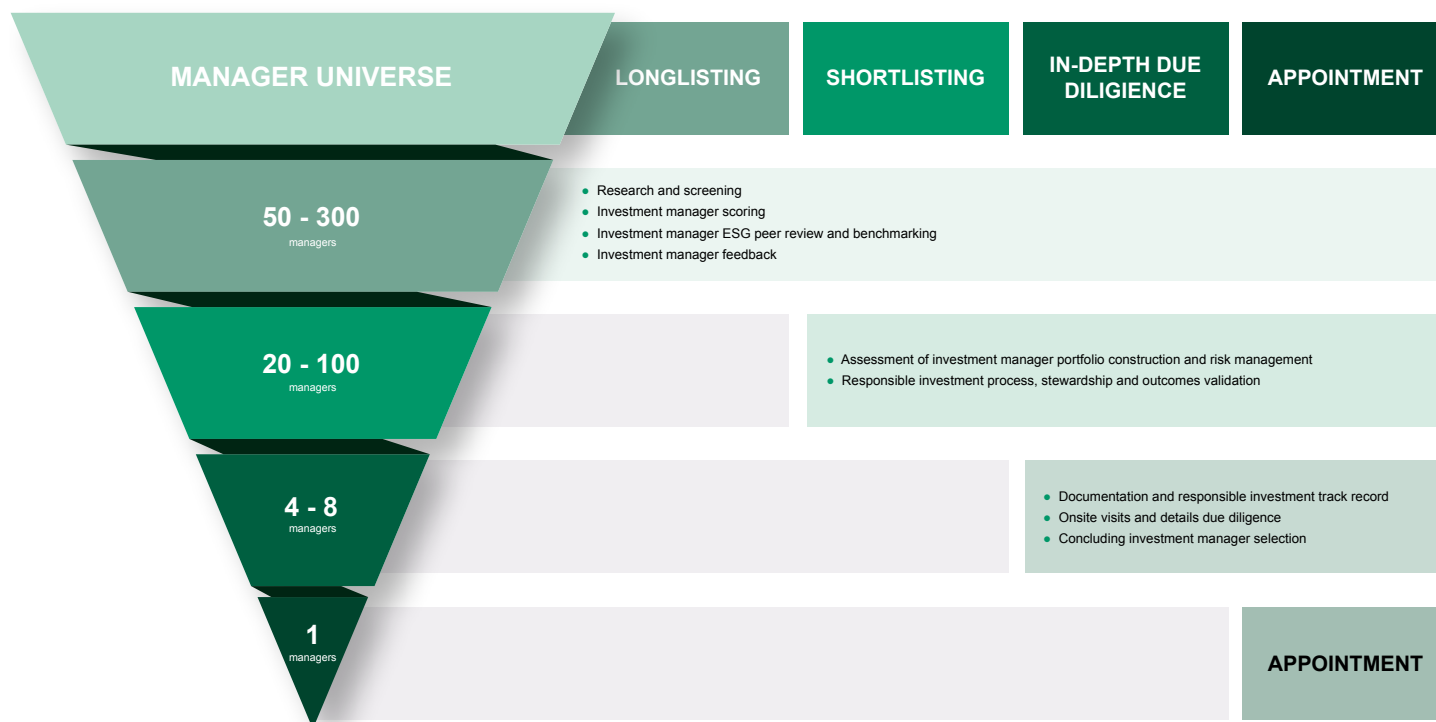 MANAGER UNIVERSE
LONGLISTING
SHORTLISTING
IN-DEPTH DUE
DILIGIENCE
APPOINTMENT
50 - 300
managers
● Research and screening
● Investment manager scoring
● Investment manager ESG peer review and benchmarking
● Investment manager feedback
20 - 100
managers
● Assessment of investment manager portfolio construction and risk management
● Responsible investment process, stewardship and outcomes validation
4 - 8
managers
● Documentation and responsible investment track record
● Onsite visits and details due diligence
● Concluding investment manager selection
1
managers
APPOINTMENT